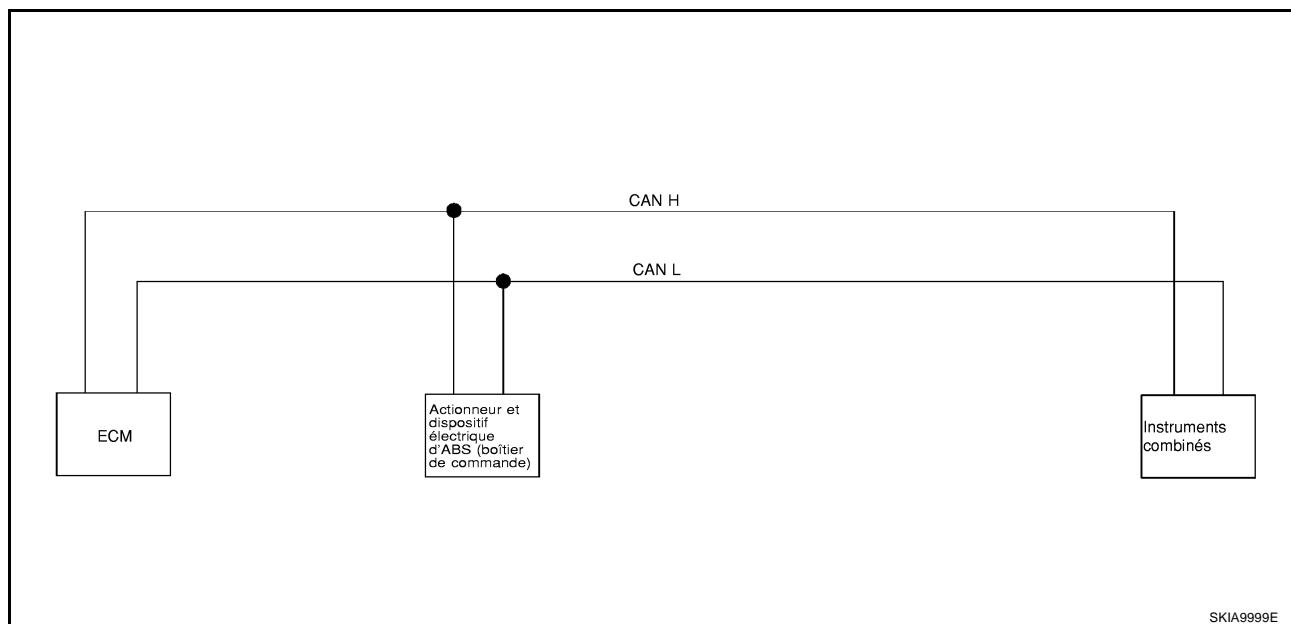 CAN H
CAN L
ECM
Actionneur et
dispositif
électrique
d'ABS (boîtier
de commande)
Instruments
combinés
SKIA9999E